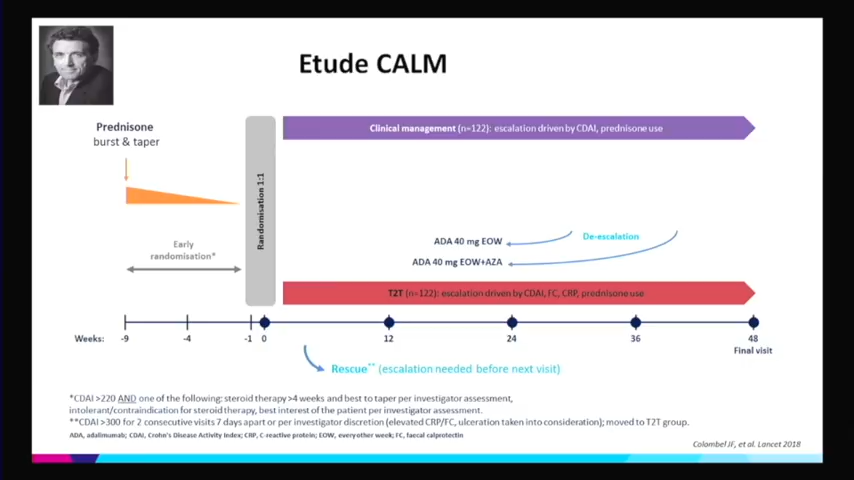 Etude CALM
Prednisone
burst & taper
Clinical management (n=122): escalation driven by CDAI, prednisone use
Randomisation 1:1
Early
randomisation*
De-escalation
ADA 40 mg EOW
ADA 40 mg EOW+AZA
T2T (n=122): escalation driven by CDAI, FC, CRP, prednisone use
Weeks:
-9
-4
-1
0
12
24
36
48
Final visit
Rescue** (escalation needed before next visit)
*CDAI >220 AND one of the following: steroid therapy >4 weeks and best to taper per investigator assessment,
intolerant/contraindication for steroid therapy, best interest of the patient per investigator assessment.
**CDAI >300 for 2 consecutive visits 7 days apart or per investigator discretion (elevated CRP/FC, ulceration taken into consideration); moved to T2T group.
ADA, adalimumab; CDAI, Crohn's Disease Activity Index; CRP, C-reactive protein; EOW, everyother week; FC, faecal calprotectin
Colombel JF, et al. Lancet 2018